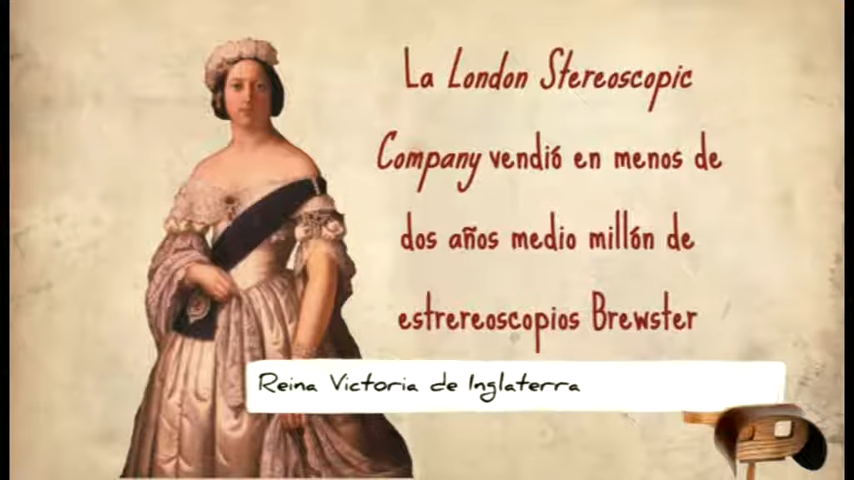 La London Stereoscopic
Company vendió en menos de
dos años medio millón de
estrereoscopios Brewster
Reina Victoria de Inglaterra